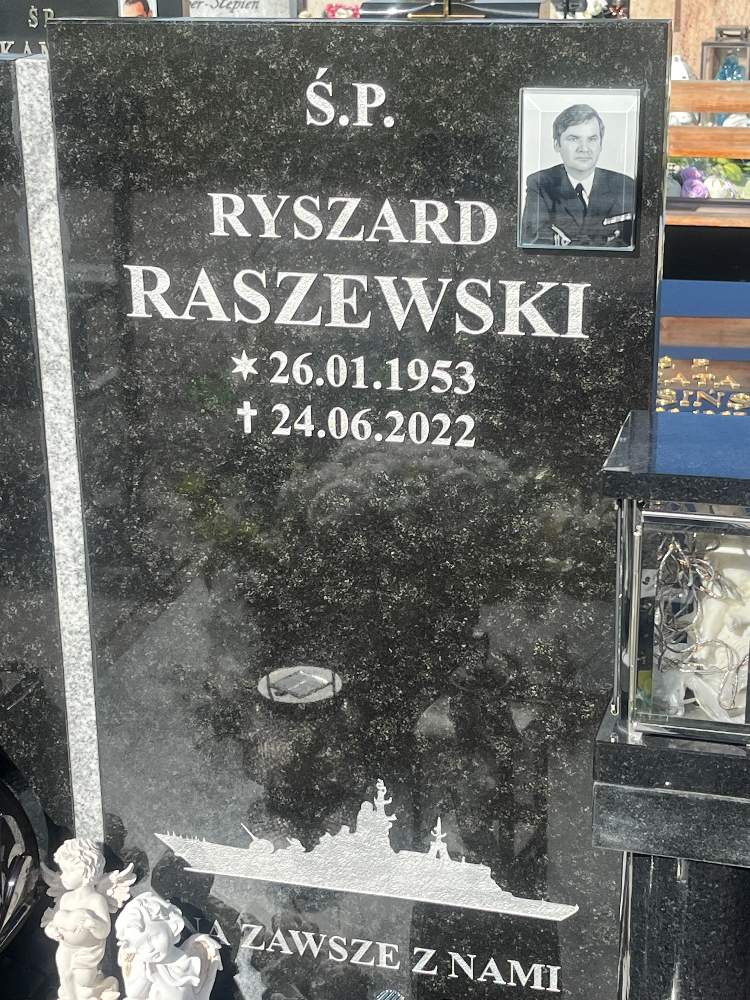 Ś.P.
RYSZARD
RASZEWSKI
✶ 26.01.1953
✝ 24.06.2022
NA ZAWSZE Z NAMI